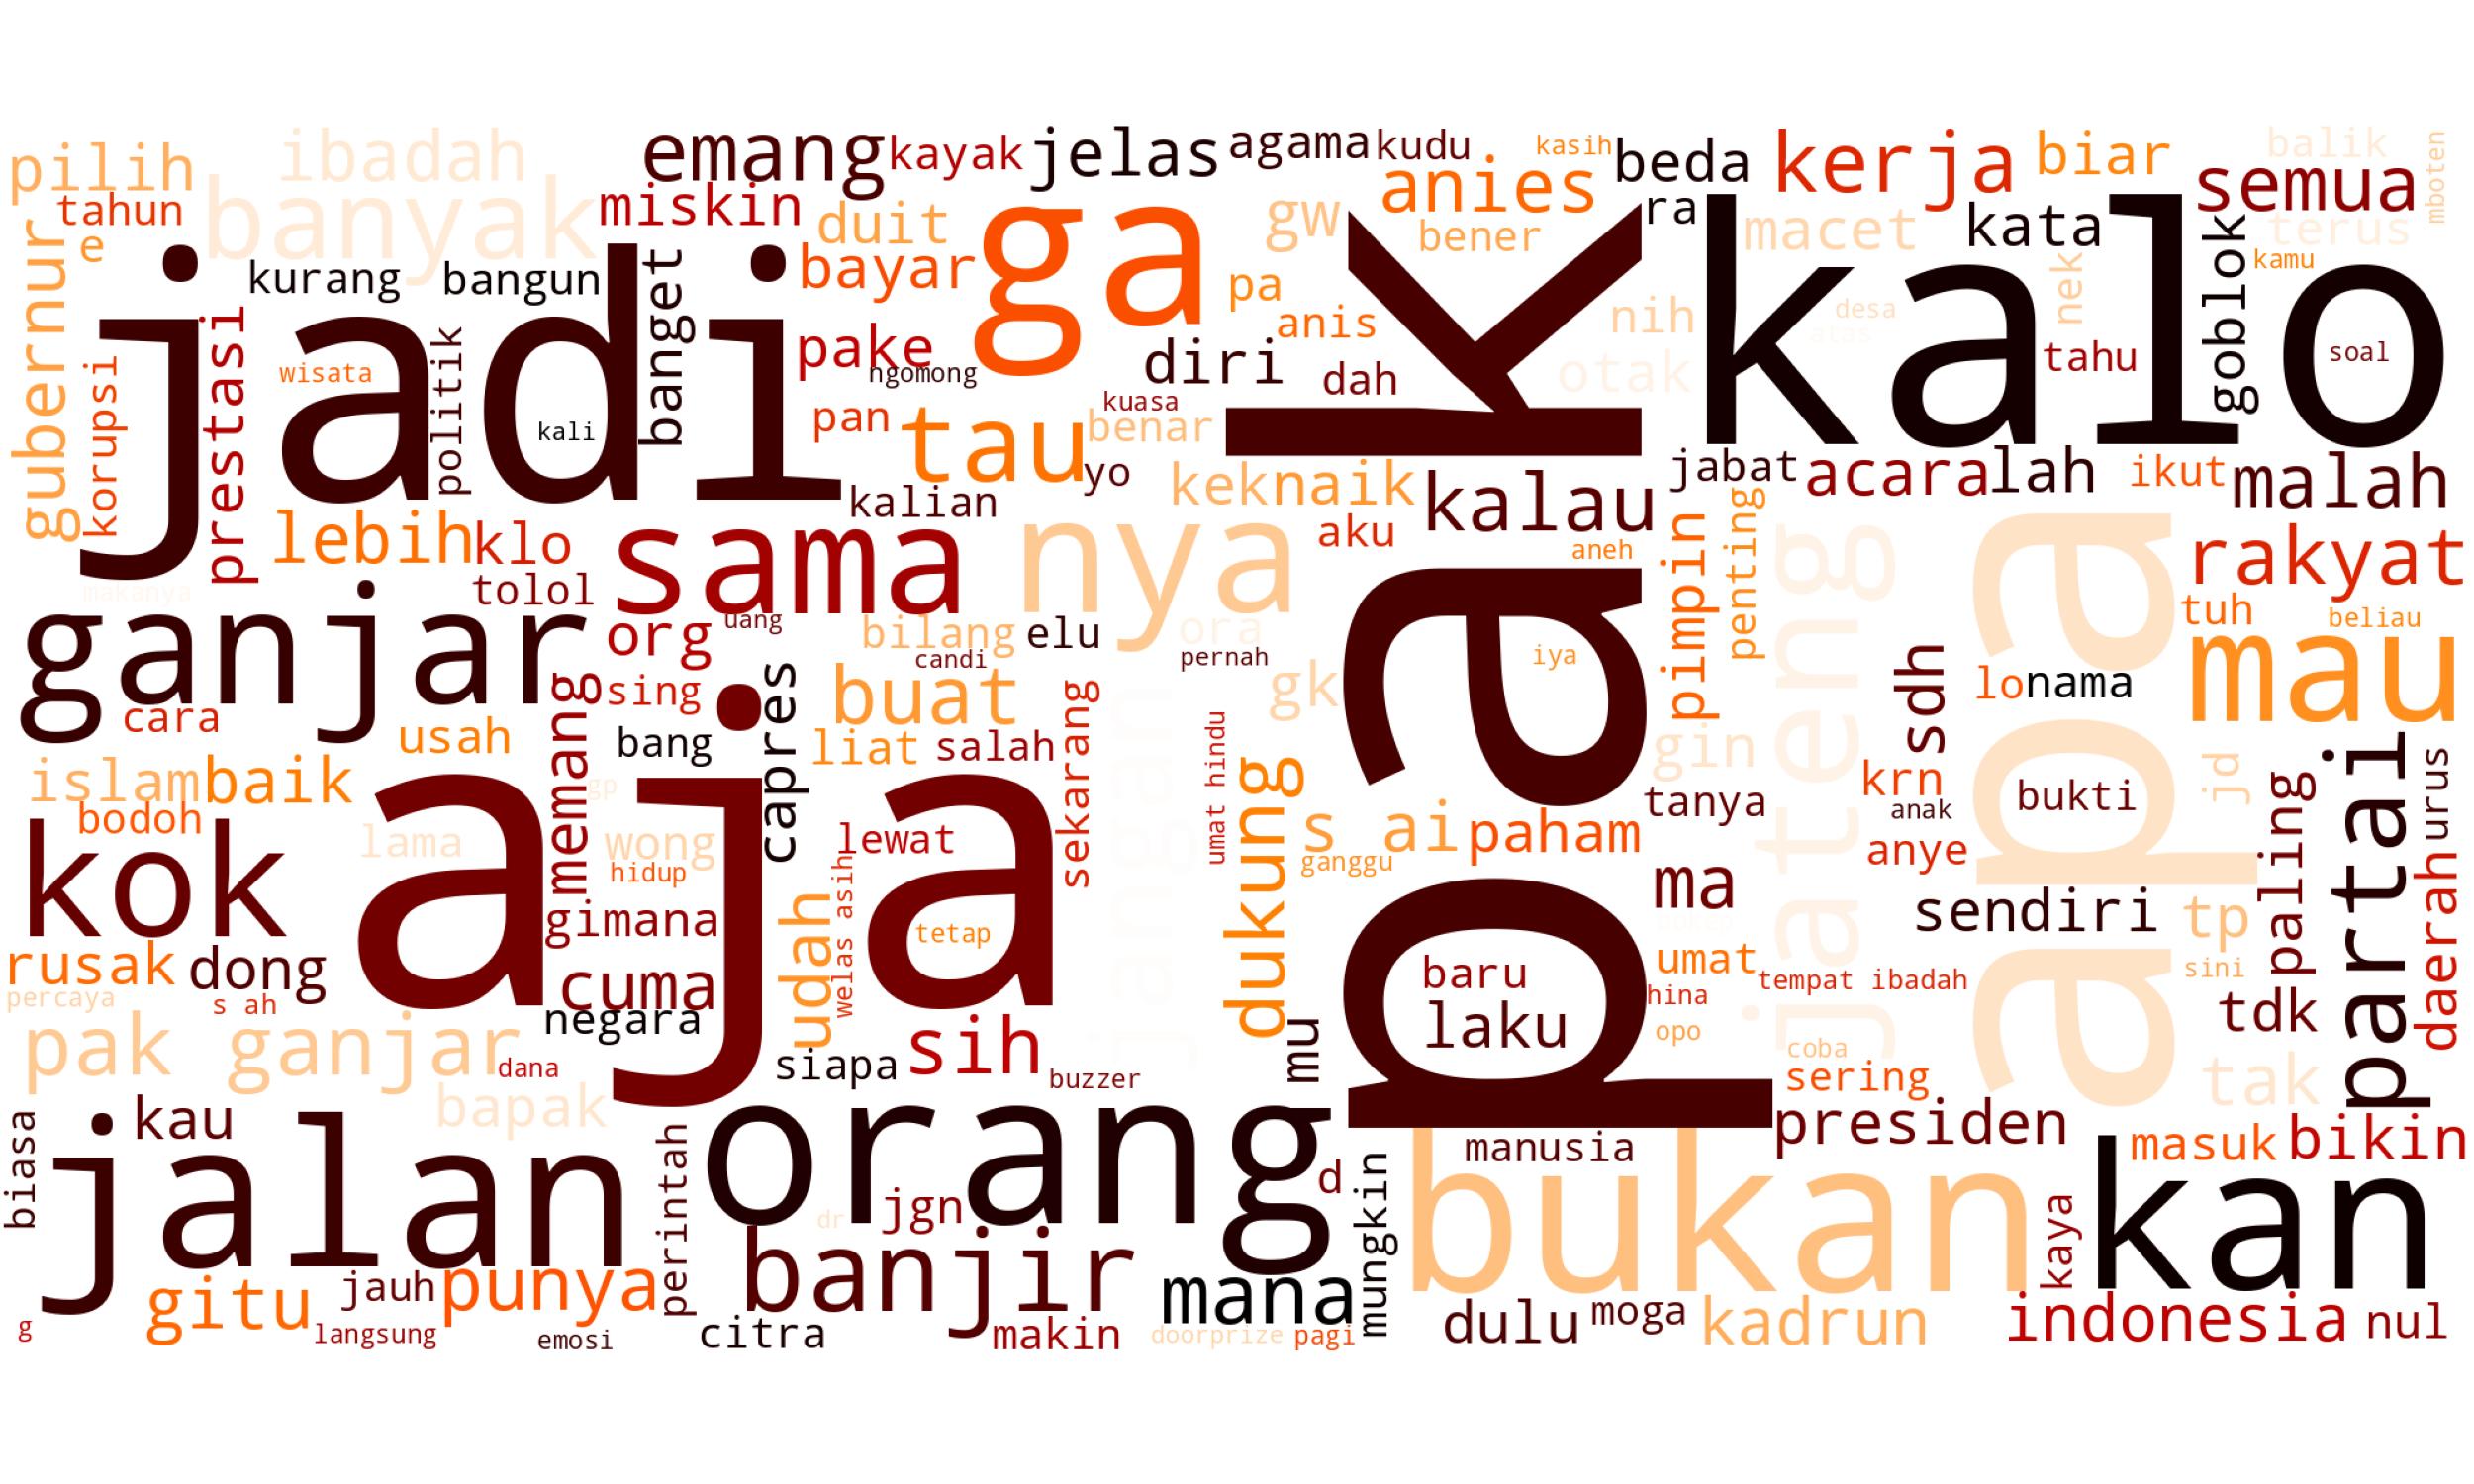 pilih
ibadah
emang
kayak
jelas
agama
kudu
kasih
beda
kerja
biar
balik
mboten
tahun
banyak
miskin
duit
ga
gw
anies
bener
ra
macet
kata
semua
terus
gubernur
e
jadi
kurang
bangun
banget
bayar
pa
anis
pak
kalo
nih
desa
atas
nek
goblok
kamu
korupsi
prestasi
wisata
politik
kali
pake
ngomong
diri
dah
otak
tahu
soal
pan
tau
kuasa
benar
yo
kek
naik
kalau
jabat
acara
lah
ikut
malah
lebih
klo
kalian
sama
nya
aku
aneh
pimpin
penting
jateng
apa
rakyat
makanya
tolol
ganjar
org
uang
bilang
elu
ora
pernah
candi
iya
tuh
beliau
mau
cara
memang
sing
capres
buat
sekarang
gk
sdh
lo
nama
usah
bang
liat
salah
janggar
umat hindu
dukung
gin
tanya
krn
anak
bukti
jd
paling
partai
urus
islam
baik
bodoh
aja
gp
kok
lama
wong
hidup
lewat
welas asih
s ai
ganggu
paham
anye
ma
sendiri
tp
daerah
gimana
udah
tetap
rusak
dong
cuma
baru
umat
tempat ibadah
sini
percaya
s ah
negara
laku
hina
opo
tdk
pak ganjar
dana
siapa
sih
buzzer
mu
coba
sering
tak
biasa
kau
bapak
jalan
perintah
orang
presiden
masuk
bikin
manusia
bukan
d
jgn
dr
mungkin
kaya
kan
banjir
gitu
jauh
punya
mana
g
langsung
emosi
citra
makin
doorprize
pagi
dulu
moga
kadrun
indonesia
nul